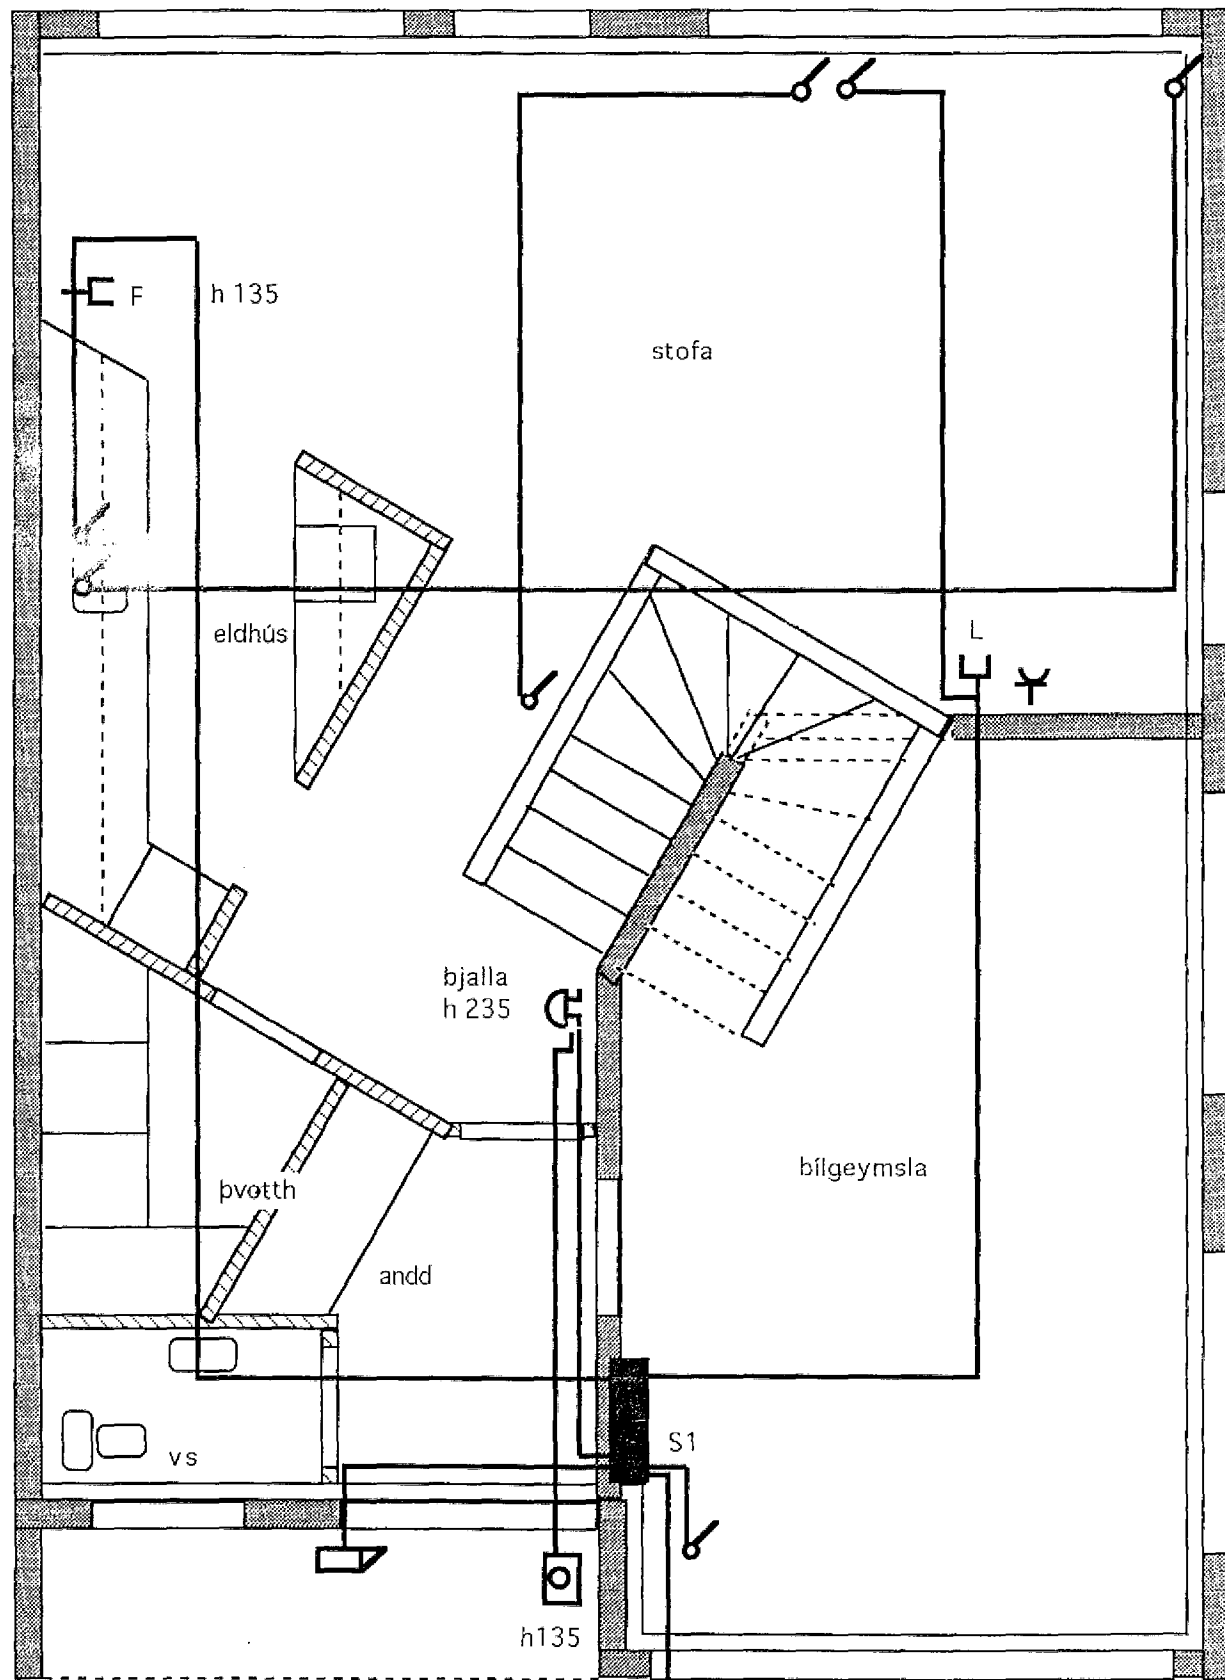 F
h 135
stofa
eldhús
L
bjalla
h 235
bílgeymsla
þvotth
andd
S1
vs
h135